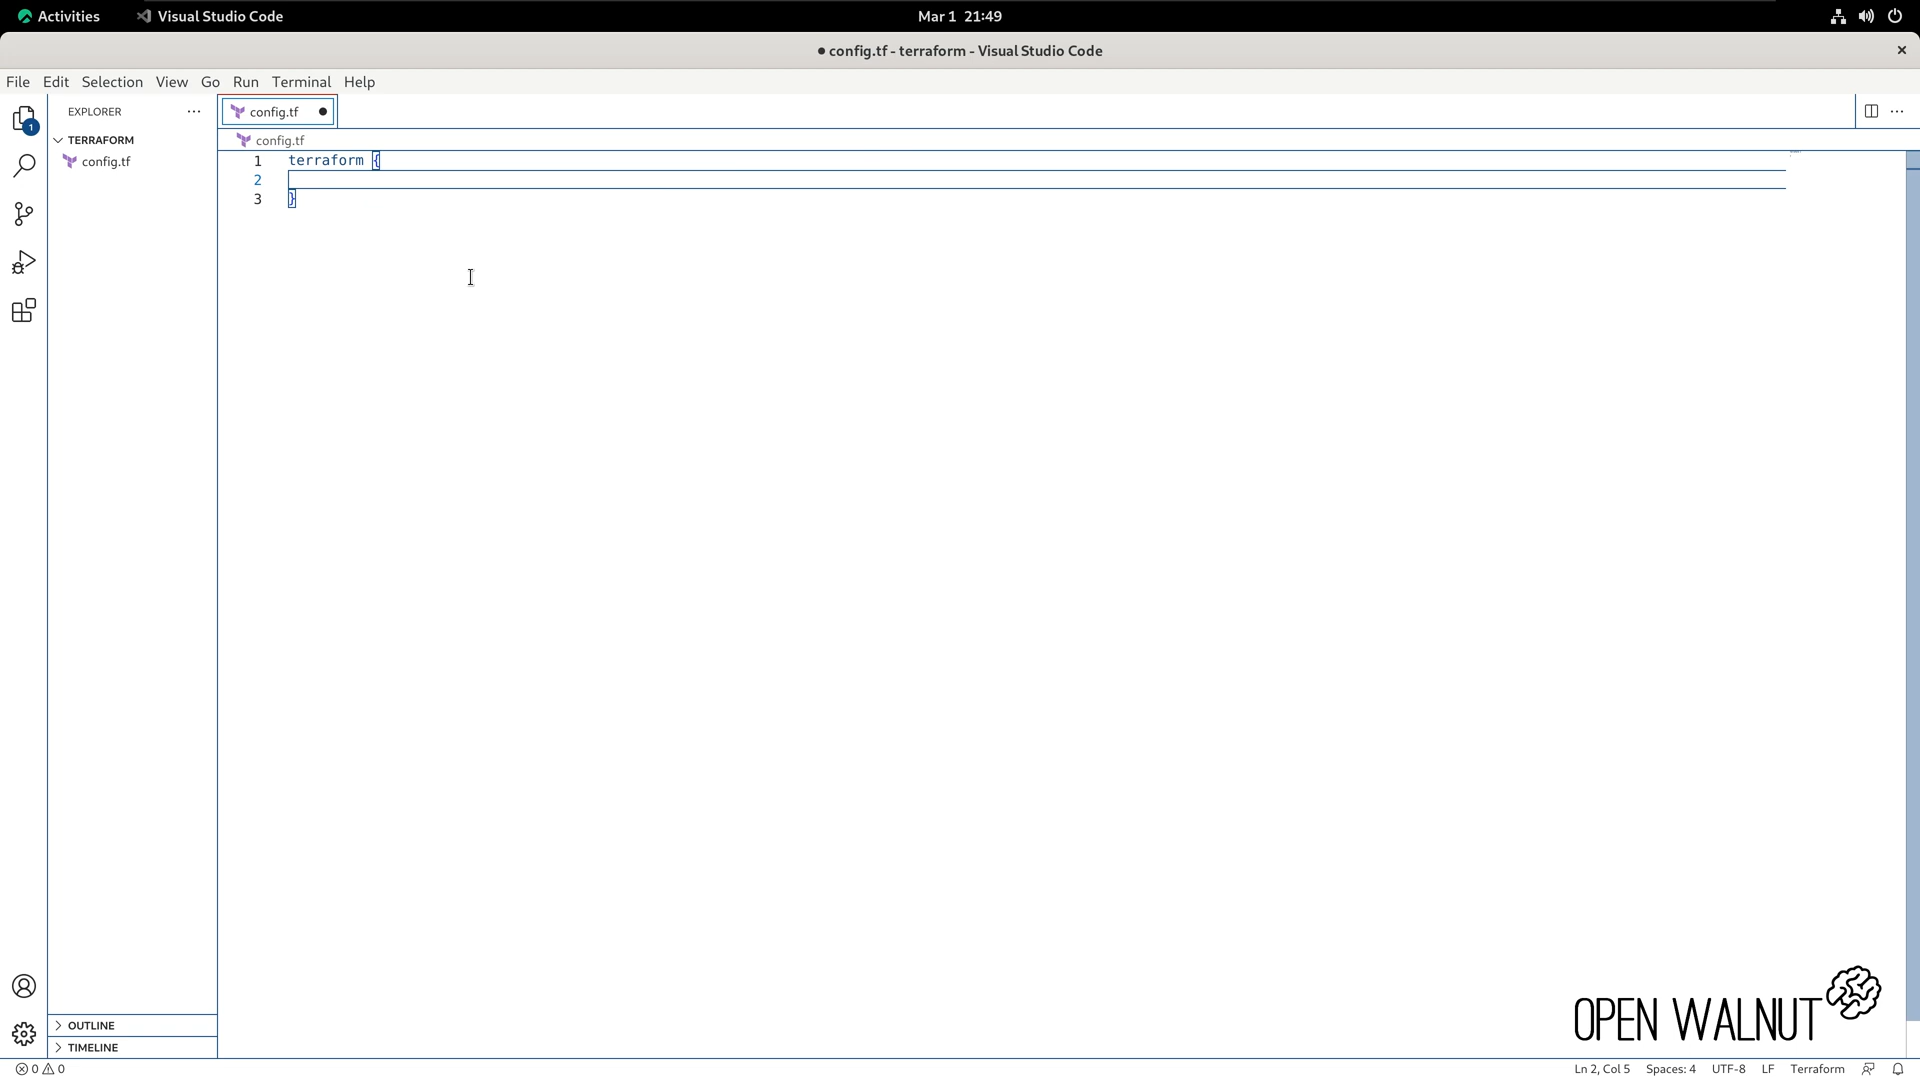 Activities Visual Studio Code Mar 1 21:49
● config.tf - terraform - Visual Studio Code ×
File Edit Selection View Go Run Terminal Help
EXPLORER ··· config.tf ● ···
TERRAFORM config.tf
config.tf
1 terraform {
2
3 }
1
OPEN WALNUT
OUTLINE
TIMELINE
0 0 Ln 2, Col 5 Spaces: 4 UTF-8 LF Terraform